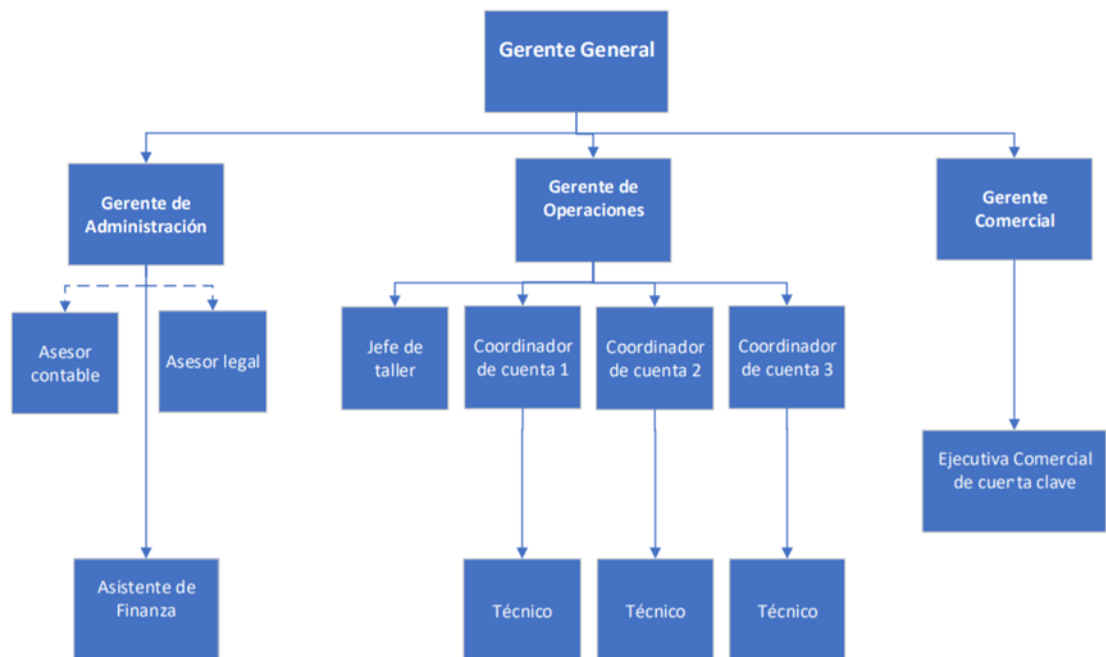 Gerente General
Gerente de
Administración
Gerente de
Operaciones
Gerente
Comercial
Asesor
contable
Asesor legal
Jefe de
taller
Coordinador
de cuenta 1
Coordinador
de cuenta 2
Coordinador
de cuenta 3
Ejecutiva Comercial
de cuenta clave
Asistente de
Finanza
Técnico
Técnico
Técnico